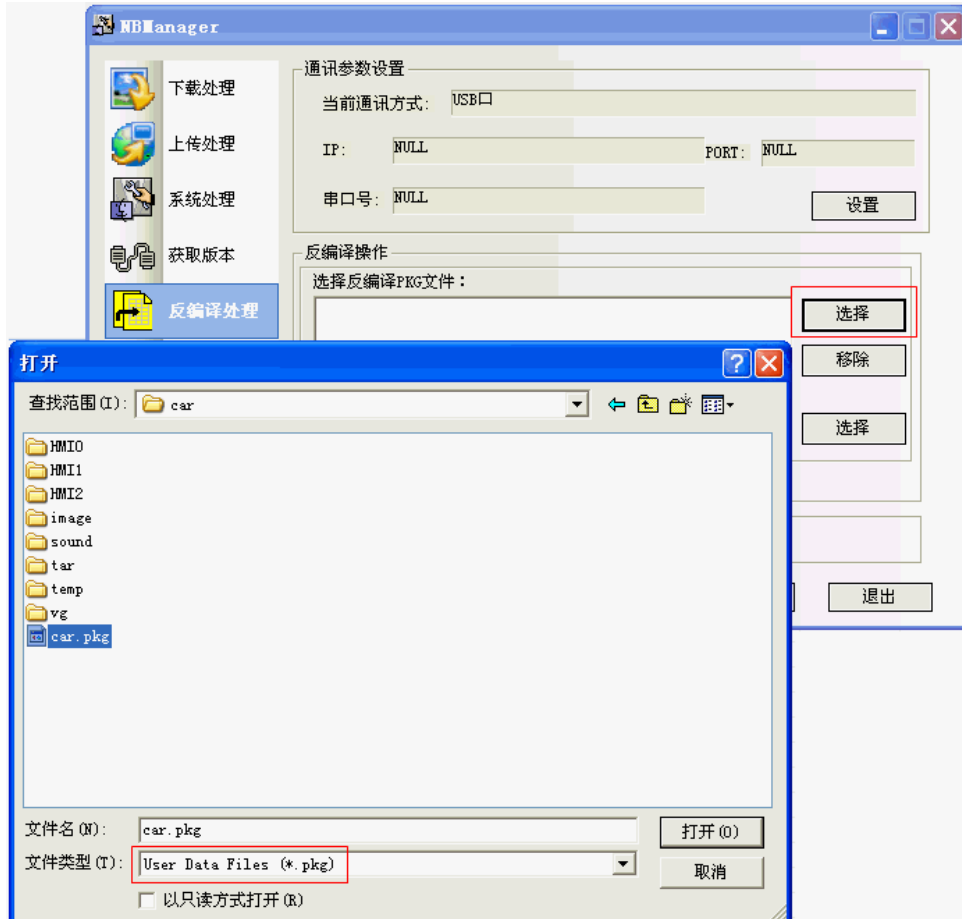 NBManager
下载处理
上传处理
系统处理
获取版本
反编译处理
通讯参数设置
当前通讯方式: USB口
IP: NULL PORT: NULL
串口号: NULL
设置
反编译操作
选择反编译PKG文件：
选择
移除
选择
退出
打开
查找范围(I): car
HMI0
HMI1
HMI2
image
sound
tar
temp
vg
car.pkg
文件名(N): car.pkg
打开(O)
文件类型(T): User Data Files (*.pkg)
取消
以只读方式打开(R)